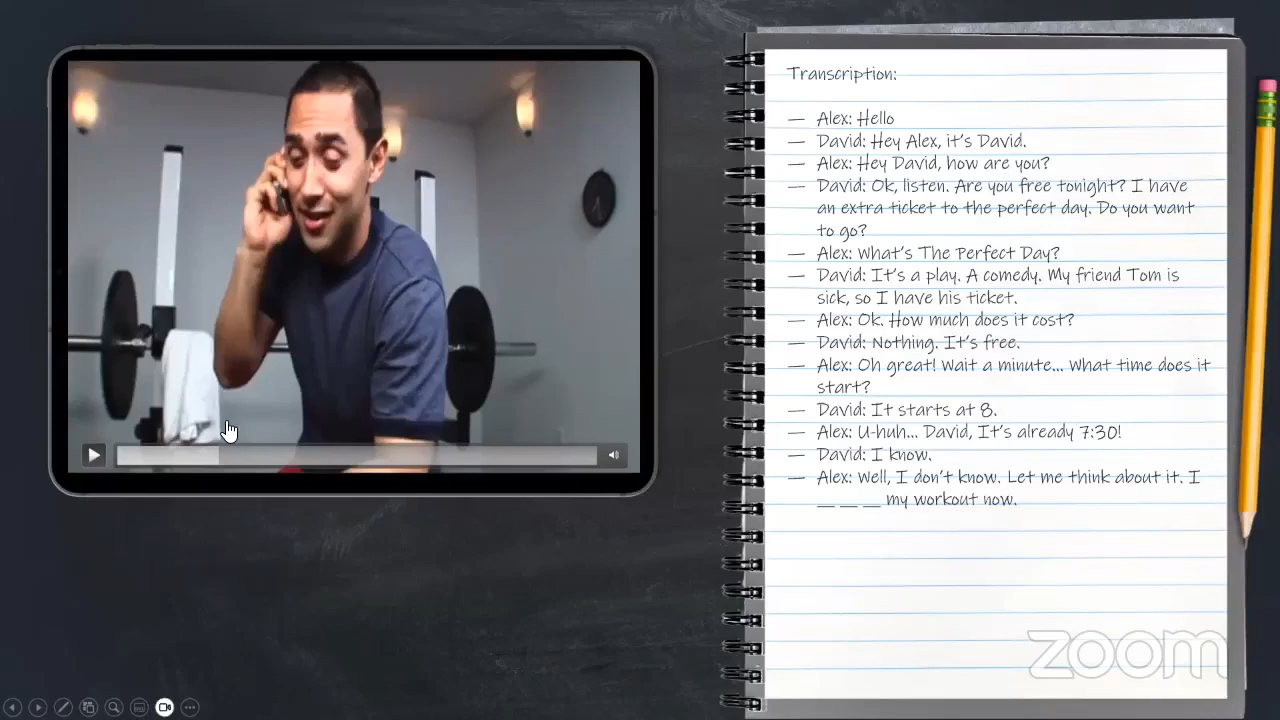 Transcription:
— Alex: Hello
— David: Hey Alex, it's David.
— Alex: Hey David, how are you?
— David: Ok, listen. Are you free tonight? I have
an extra ticket to the perfect day. Do you want
to go?
— Alex: What's The Perfect Day?
— David: It's a play. A comedy. My friend Tom is
sick, so I have his ticket.
— Alex: Ok. How much does it cost?
— David: Nothing. It's free.
— Alex: Oh great! Wait a minute... What time does it
start?
— David: It starts at 8.
— Alex: U-huh... David, It's already 7:30!
— David: I know.
— Alex: Well, I don't know. Let me think about it. I
__ __ __ my workout now.
zoom